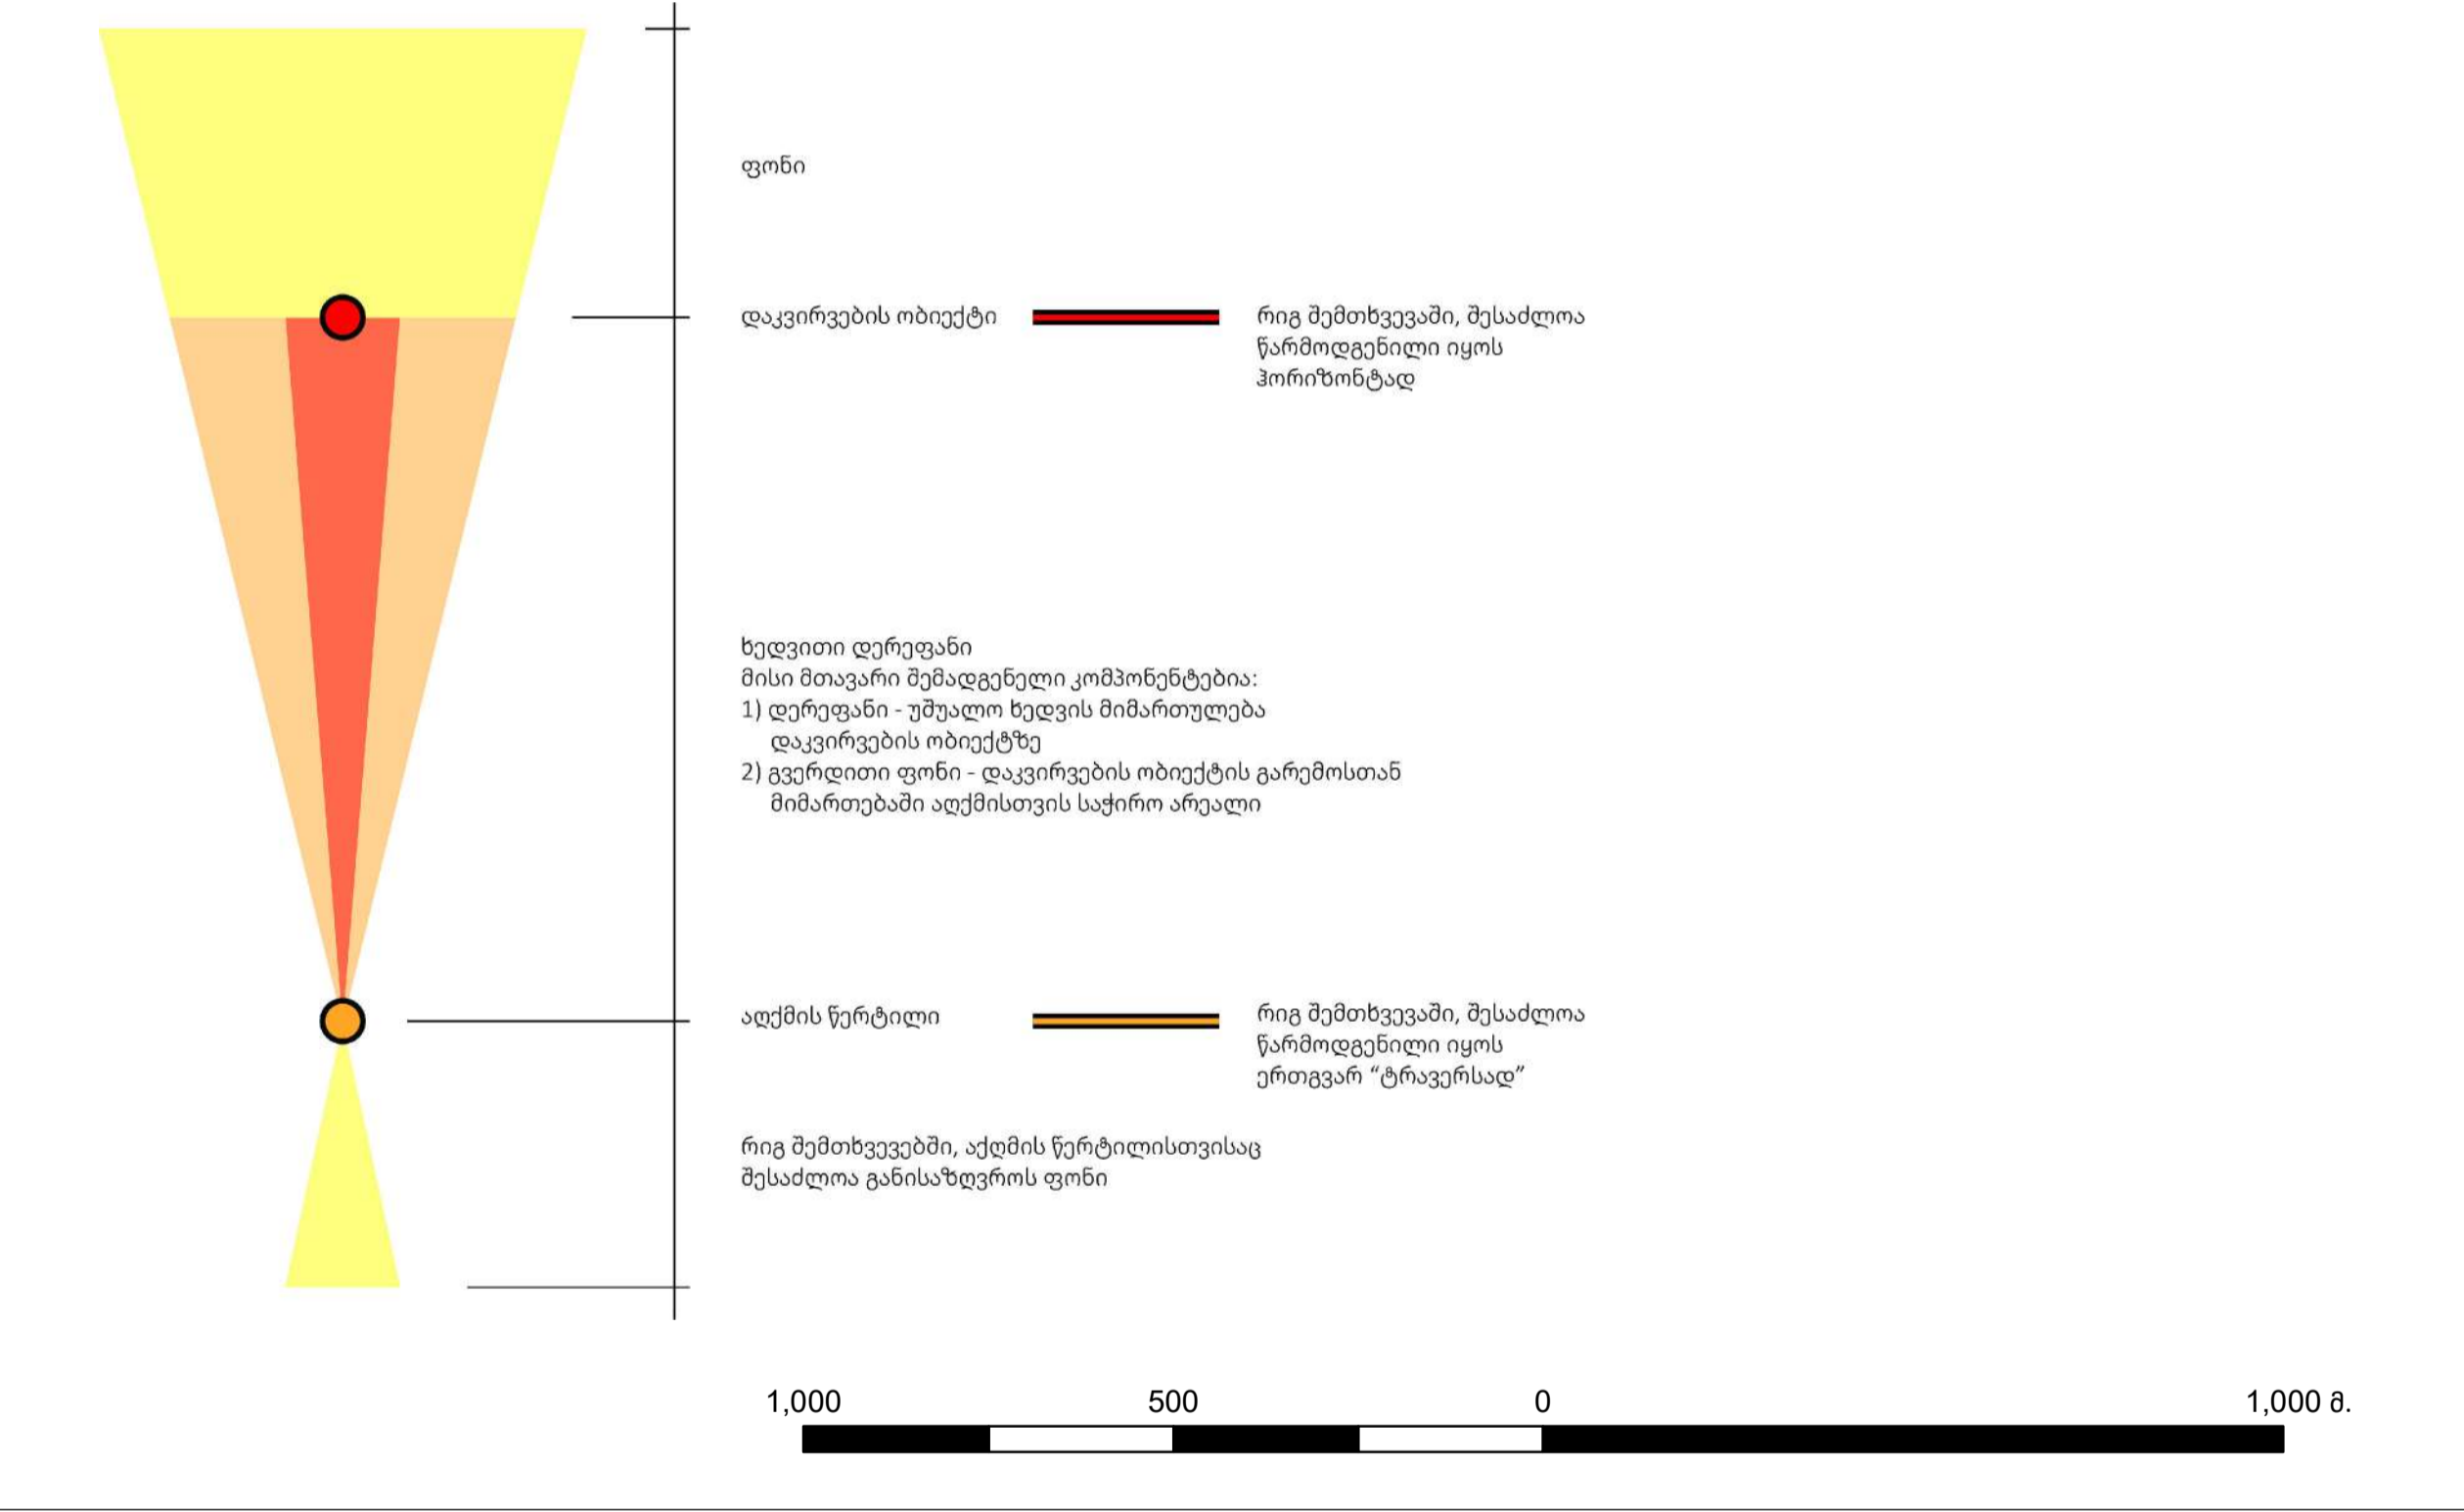 ფონი
დაკვირვების ობიექტი
რიგ შემთხვევაში, შესაძლოა
წარმოდგენილი იყოს
ჰორიზონტად
ხედვითი დერეფანი
მისი მთავარი შემადგენელი კომპონენტებია:
1) დერეფანი - უშუალო ხედვის მიმართულება
დაკვირვების ობიექტზე
2) გვერდითი ფონი - დაკვირვების ობიექტის გარემოსთან
მიმართებაში აღქმისთვის საჭირო არეალი
აღქმის წერტილი
რიგ შემთხვევაში, შესაძლოა
წარმოდგენილი იყოს
ერთგვარ “ტრავერსად”
რიგ შემთხვევებში, აქღმის წერტილისთვისაც
შესაძლოა განისაზღვროს ფონი
1,000 500 0 1,000 მ.